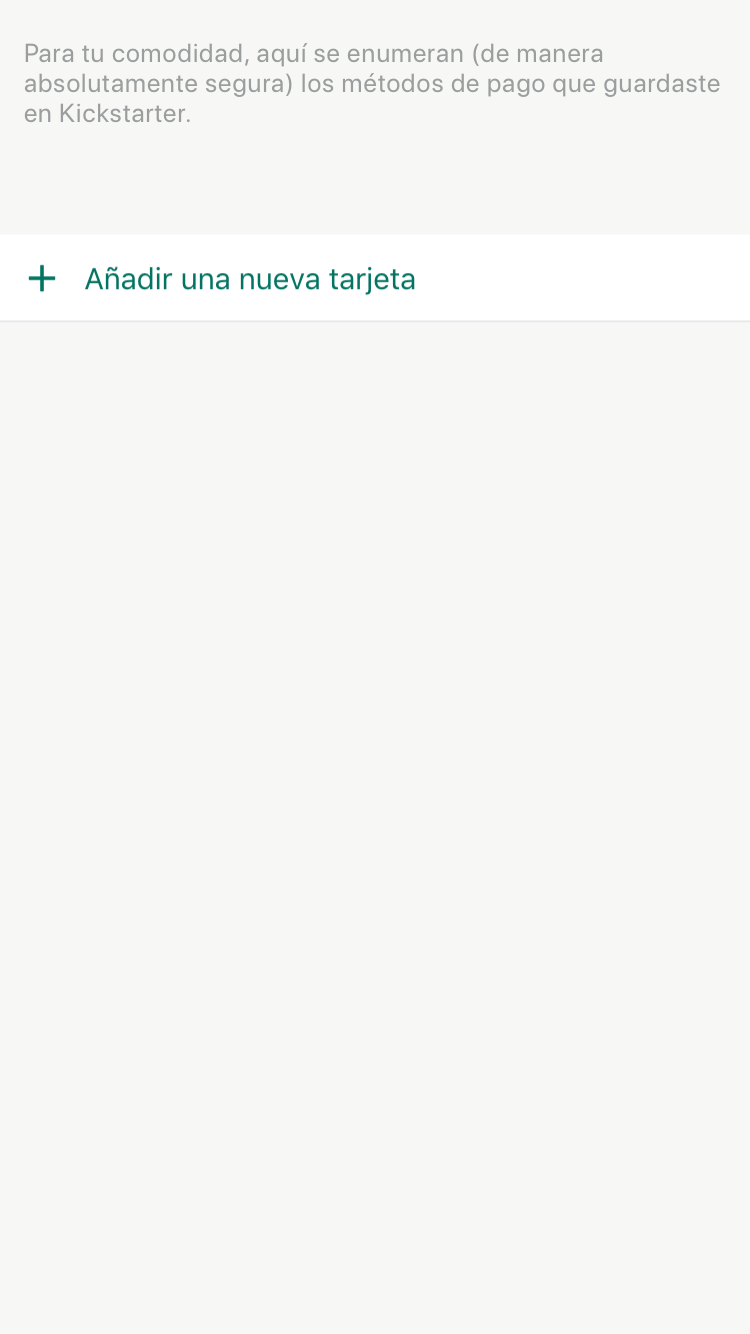 Para tu comodidad, aquí se enumeran (de manera
absolutamente segura) los métodos de pago que guardaste
en Kickstarter.
Añadir una nueva tarjeta